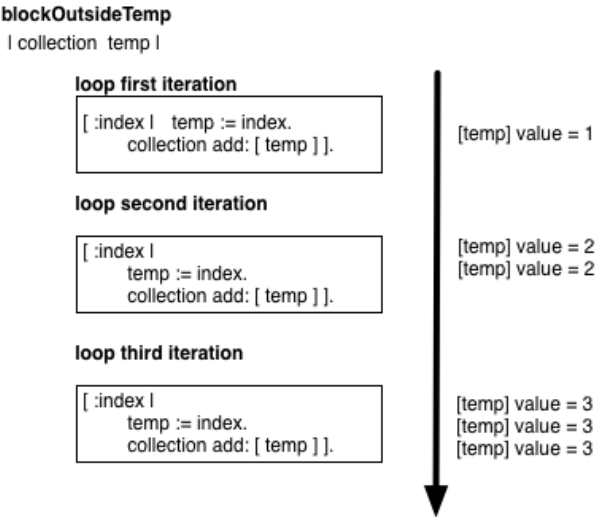 blockOutsideTemp
| collection temp |
loop first iteration
[ :index | temp := index.
collection add: [ temp ] ].
[temp] value = 1
loop second iteration
[ :index |
temp := index.
collection add: [ temp ] ].
[temp] value = 2
[temp] value = 2
loop third iteration
[ :index |
temp := index.
collection add: [ temp ] ].
[temp] value = 3
[temp] value = 3
[temp] value = 3